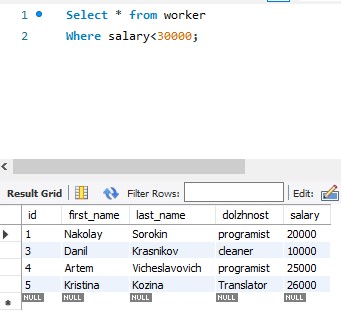 1 Select * from worker
2 Where salary<30000;
Result Grid Filter Rows: Edit:
id first_name last_name dolzhnost salary
1 Nakolay Sorokin programist 20000
3 Danil Krasnikov cleaner 10000
4 Artem Vicheslavovich programist 25000
5 Kristina Kozina Translator 26000
NULL NULL NULL NULL NULL